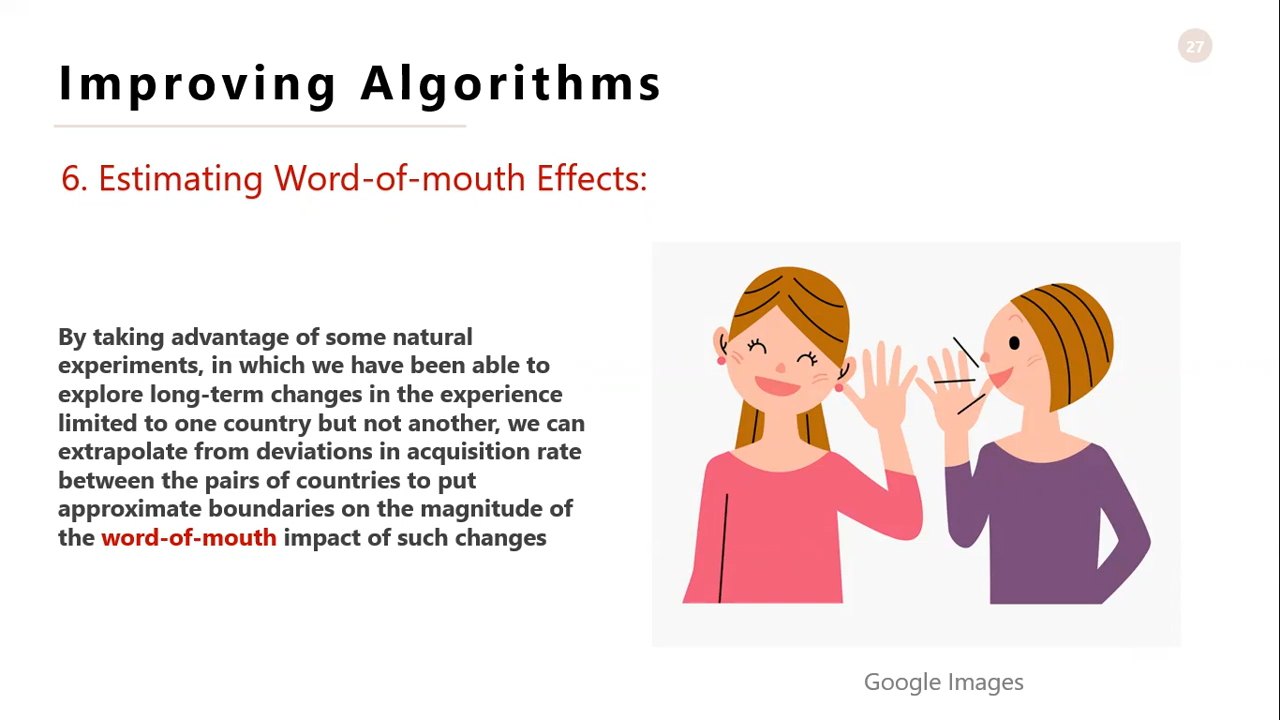 27
Improving Algorithms
6. Estimating Word-of-mouth Effects:
By taking advantage of some natural
experiments, in which we have been able to
explore long-term changes in the experience
limited to one country but not another, we can
extrapolate from deviations in acquisition rate
between the pairs of countries to put
approximate boundaries on the magnitude of
the word-of-mouth impact of such changes
Google Images